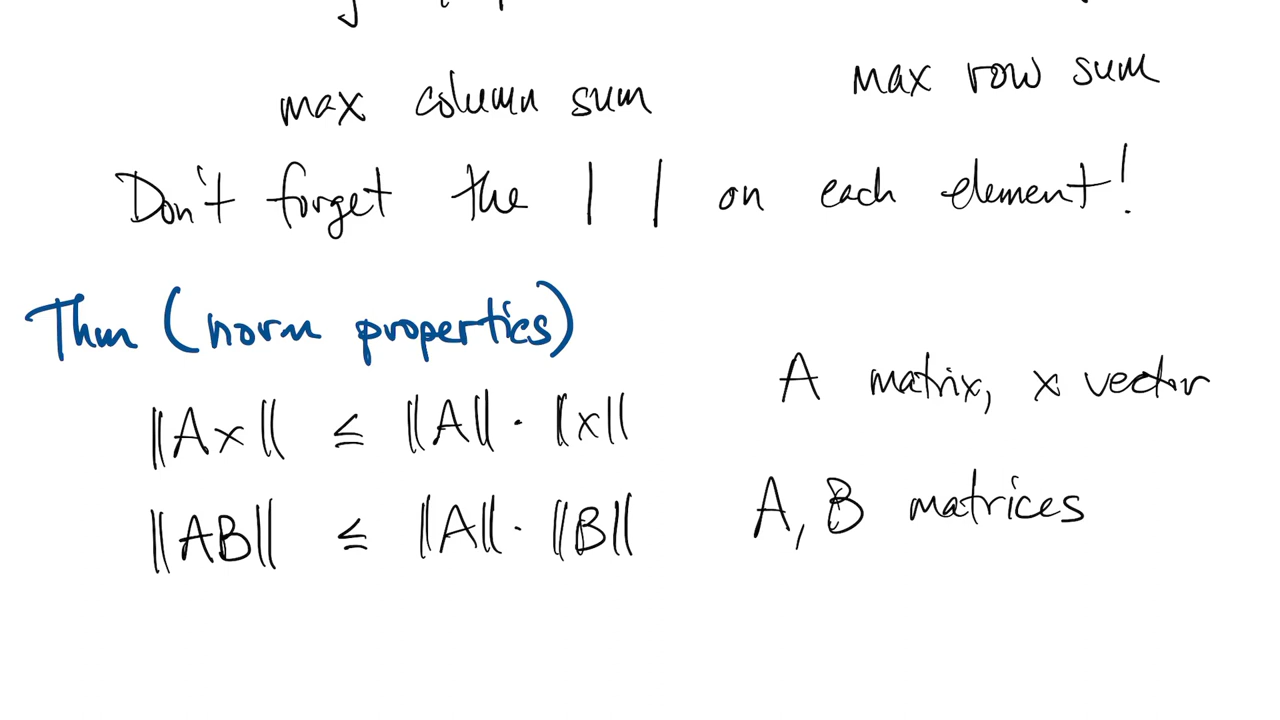 max column sum
max row sum
Don't forget the | | on each element!
Thm (norm properties)
||Ax|| ≤ ||A|| · ||x||
A matrix, x vector
||AB|| ≤ ||A|| · ||B||
A, B matrices